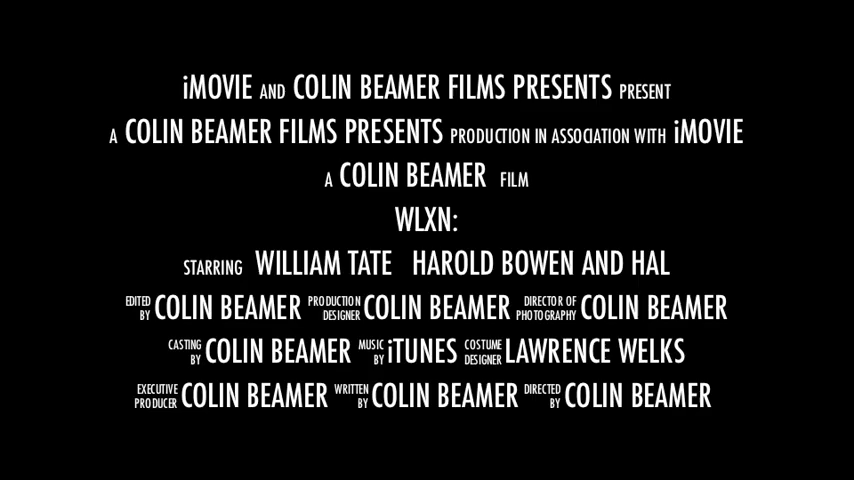 iMOVIE AND COLIN BEAMER FILMS PRESENTS PRESENT
A COLIN BEAMER FILMS PRESENTS PRODUCTION IN ASSOCIATION WITH iMOVIE
A COLIN BEAMER FILM
WLXN:
STARRING WILLIAM TATE HAROLD BOWEN AND HAL
EDITED BY COLIN BEAMER PRODUCTION DESIGNER COLIN BEAMER DIRECTOR OF PHOTOGRAPHY COLIN BEAMER
CASTING BY COLIN BEAMER MUSIC BY iTUNES COSTUME DESIGNER LAWRENCE WELKS
EXECUTIVE PRODUCER COLIN BEAMER WRITTEN BY COLIN BEAMER DIRECTED BY COLIN BEAMER